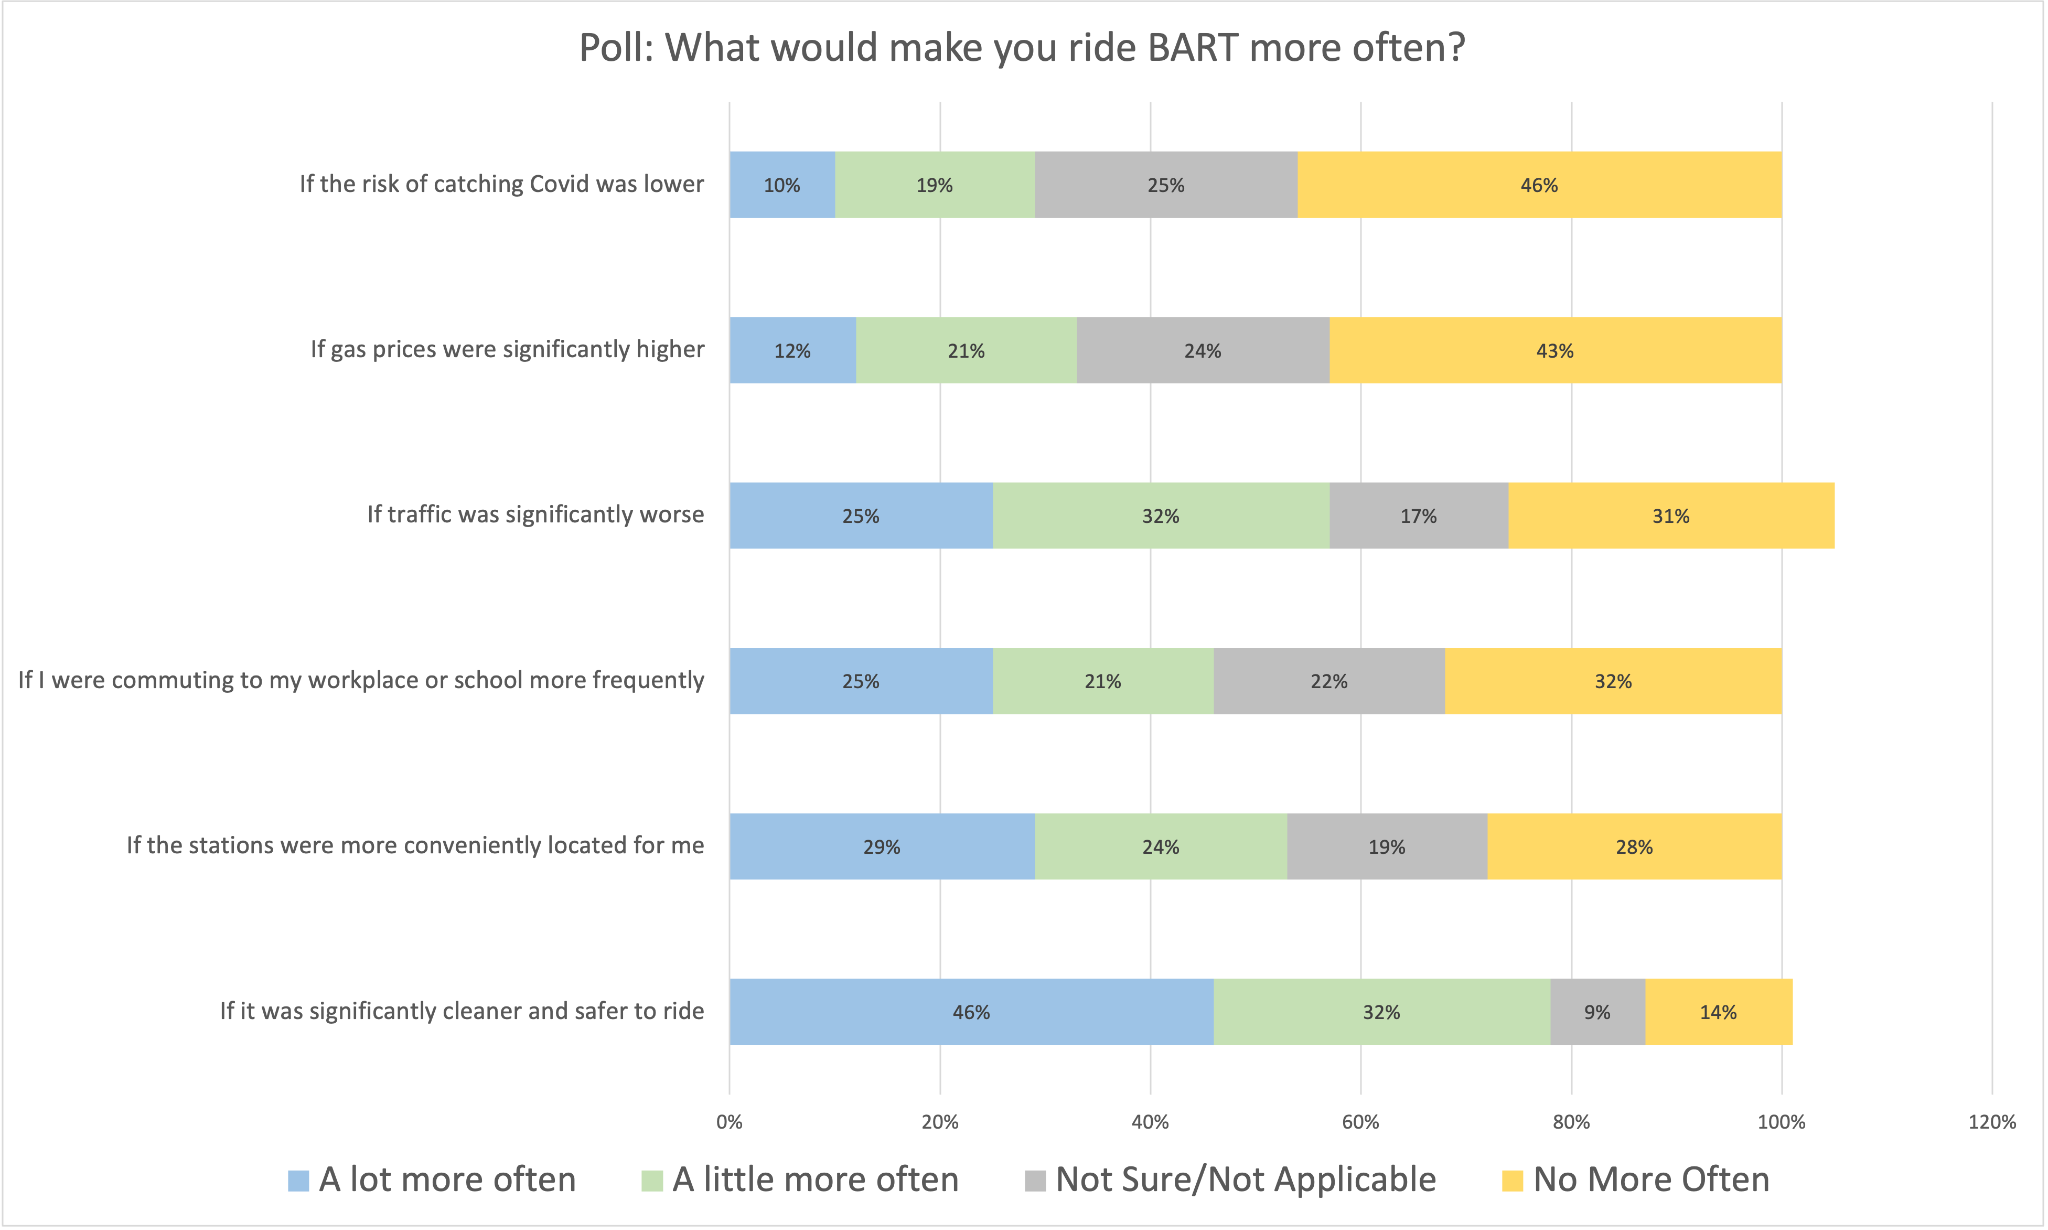 Poll: What would make you ride BART more often?
If the risk of catching Covid was lower
10% 19% 25% 46%
If gas prices were significantly higher
12% 21% 24% 43%
If traffic was significantly worse
25% 32% 17% 31%
If I were commuting to my workplace or school more frequently
25% 21% 22% 32%
If the stations were more conveniently located for me
29% 24% 19% 28%
If it was significantly cleaner and safer to ride
46% 32% 9% 14%
0% 20% 40% 60% 80% 100% 120%
A lot more often A little more often Not Sure/Not Applicable No More Often